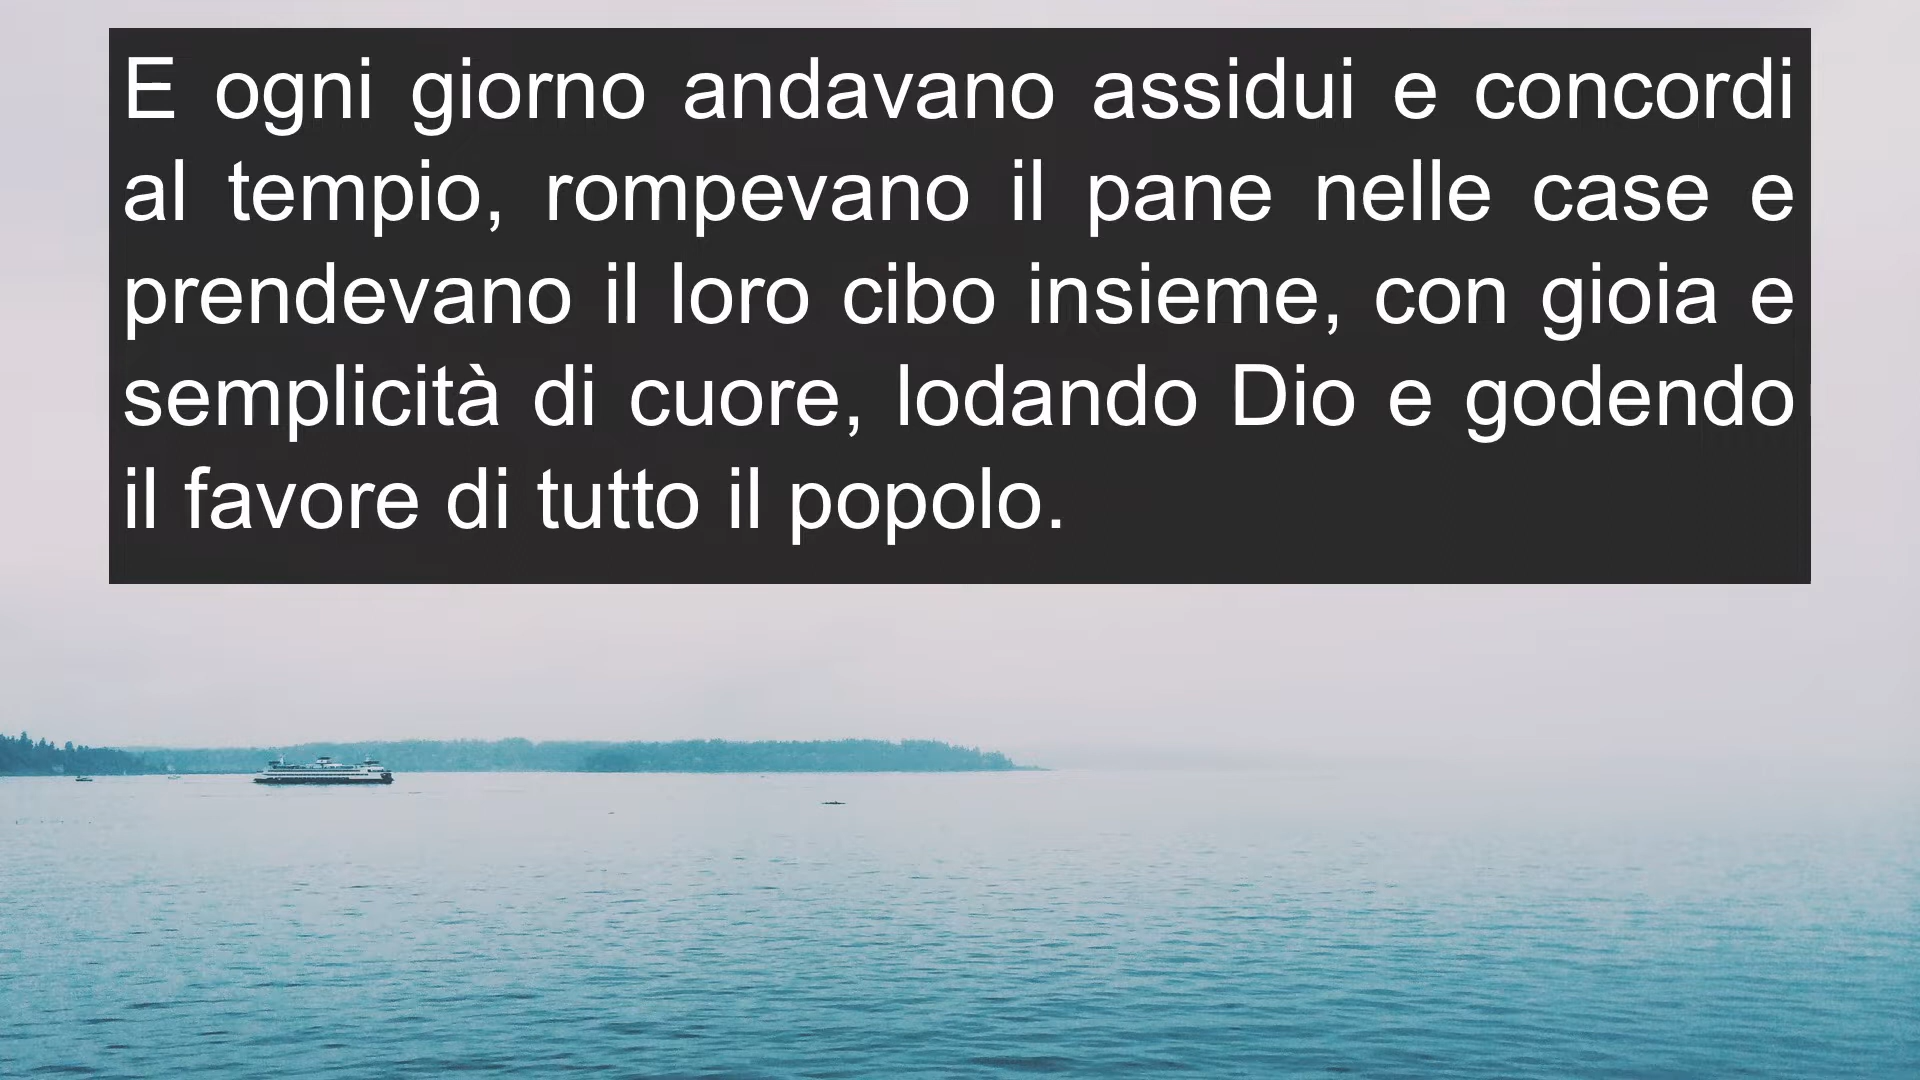 E ogni giorno andavano assidui e concordi
al tempio, rompevano il pane nelle case e
prendevano il loro cibo insieme, con gioia e
semplicità di cuore, lodando Dio e godendo
il favore di tutto il popolo.